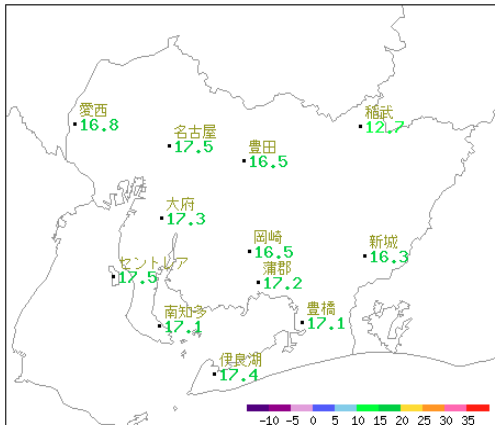 愛西
16.8
名古屋
17.5
豊田
16.5
稲武
12.7
大府
17.3
岡崎
16.5
新城
16.3
セントレア
17.5
蒲郡
17.2
南知多
17.1
豊橋
17.1
伊良湖
17.4
-10 -5 0 5 10 15 20 25 30 35